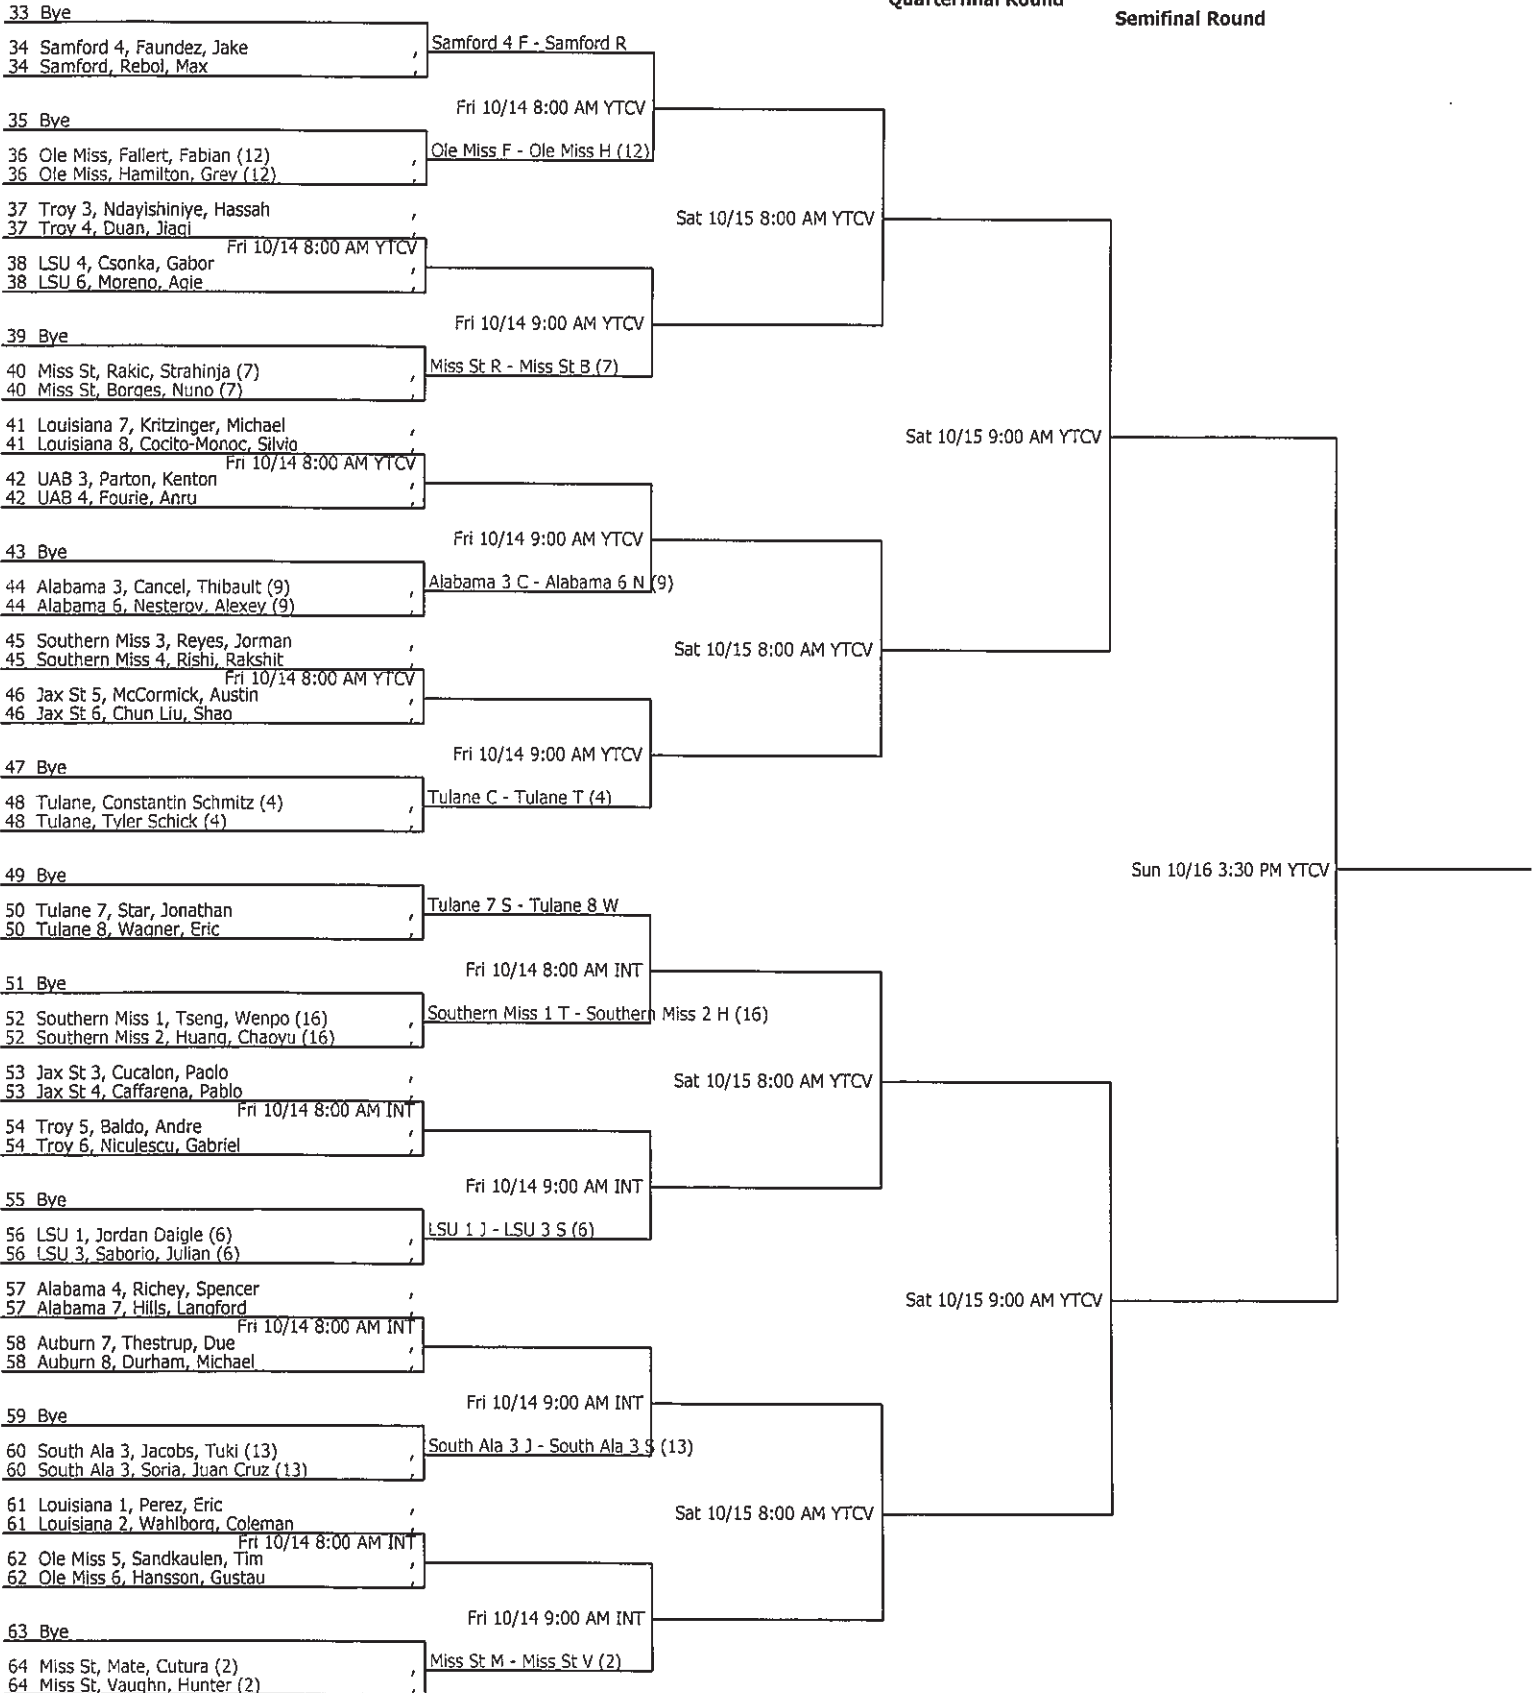 Quarterfinal Round
Semifinal Round
33 Bye
34 Samford 4, Faundez, Jake
34 Samford, Rebol, Max
Samford 4 F - Samford R
Fri 10/14 8:00 AM YTCV
35 Bye
36 Ole Miss, Fallert, Fabian (12)
36 Ole Miss, Hamilton, Grey (12)
Ole Miss F - Ole Miss H (12)
Sat 10/15 8:00 AM YTCV
37 Troy 3, Ndayishiniye, Hassah
37 Troy 4, Duan, Jiaqi
Fri 10/14 8:00 AM YTCV
38 LSU 4, Csonka, Gabor
38 LSU 6, Moreno, Agie
Fri 10/14 9:00 AM YTCV
39 Bye
40 Miss St, Rakic, Strahinja (7)
40 Miss St, Borges, Nuno (7)
Miss St R - Miss St B (7)
Sat 10/15 9:00 AM YTCV
41 Louisiana 7, Kritzinger, Michael
41 Louisiana 8, Cocito-Monoc, Silvio
Fri 10/14 8:00 AM YTCV
42 UAB 3, Parton, Kenton
42 UAB 4, Fourie, Anru
Fri 10/14 9:00 AM YTCV
43 Bye
44 Alabama 3, Cancel, Thibault (9)
44 Alabama 6, Nesterov, Alexey (9)
Alabama 3 C - Alabama 6 N (9)
Sat 10/15 8:00 AM YTCV
45 Southern Miss 3, Reyes, Jorman
45 Southern Miss 4, Rishi, Rakshit
Fri 10/14 8:00 AM YTCV
46 Jax St 5, McCormick, Austin
46 Jax St 6, Chun Liu, Shao
Fri 10/14 9:00 AM YTCV
47 Bye
48 Tulane, Constantin Schmitz (4)
48 Tulane, Tyler Schick (4)
Tulane C - Tulane T (4)
Sun 10/16 3:30 PM YTCV
49 Bye
50 Tulane 7, Star, Jonathan
50 Tulane 8, Wagner, Eric
Tulane 7 S - Tulane 8 W
Fri 10/14 8:00 AM INT
51 Bye
52 Southern Miss 1, Tseng, Wenpo (16)
52 Southern Miss 2, Huang, Chaoyu (16)
Southern Miss 1 T - Southern Miss 2 H (16)
Sat 10/15 8:00 AM YTCV
53 Jax St 3, Cucalon, Paolo
53 Jax St 4, Caffarena, Pablo
Fri 10/14 8:00 AM INT
54 Troy 5, Baldo, Andre
54 Troy 6, Niculescu, Gabriel
Fri 10/14 9:00 AM INT
55 Bye
56 LSU 1, Jordan Daigle (6)
56 LSU 3, Saborio, Julian (6)
LSU 1 J - LSU 3 S (6)
Sat 10/15 9:00 AM YTCV
57 Alabama 4, Richey, Spencer
57 Alabama 7, Hills, Langford
Fri 10/14 8:00 AM INT
58 Auburn 7, Thestrup, Due
58 Auburn 8, Durham, Michael
Fri 10/14 9:00 AM INT
59 Bye
60 South Ala 3, Jacobs, Tuki (13)
60 South Ala 3, Soria, Juan Cruz (13)
South Ala 3 J - South Ala 3 S (13)
Sat 10/15 8:00 AM YTCV
61 Louisiana 1, Perez, Eric
61 Louisiana 2, Wahlborg, Coleman
Fri 10/14 8:00 AM INT
62 Ole Miss 5, Sandkaulen, Tim
62 Ole Miss 6, Hansson, Gustau
Fri 10/14 9:00 AM INT
63 Bye
64 Miss St, Mate, Cutura (2)
64 Miss St, Vaughn, Hunter (2)
Miss St M - Miss St V (2)